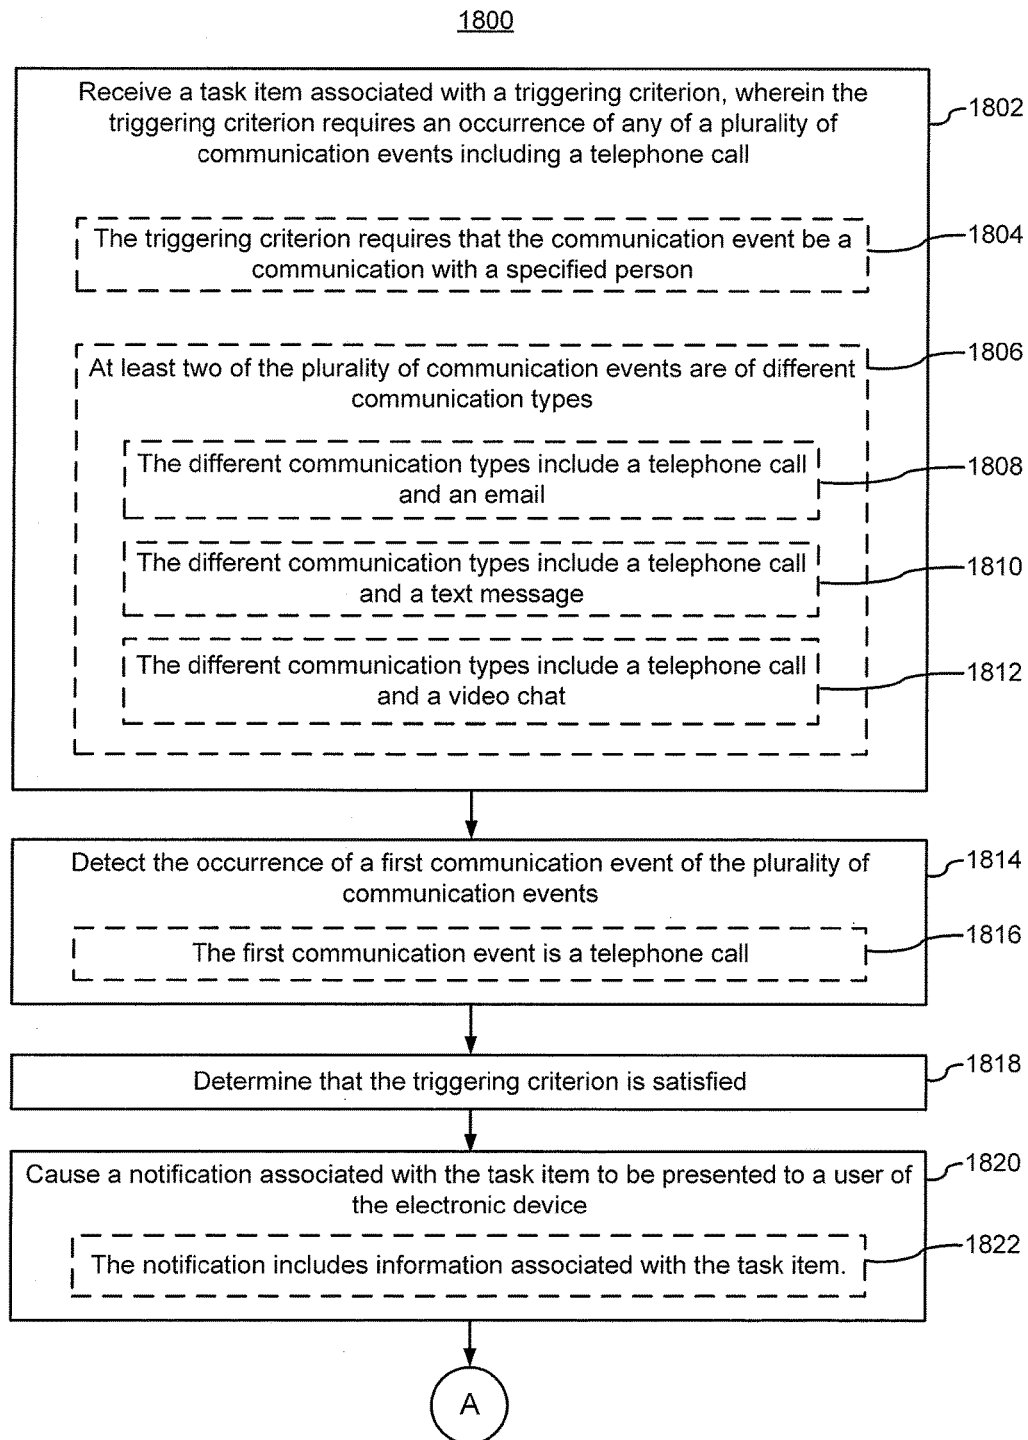 1800
Receive a task item associated with a triggering criterion, wherein the
triggering criterion requires an occurrence of any of a plurality of
communication events including a telephone call
1802
The triggering criterion requires that the communication event be a
communication with a specified person
1804
At least two of the plurality of communication events are of different
communication types
1806
The different communication types include a telephone call
and an email
1808
The different communication types include a telephone call
and a text message
1810
The different communication types include a telephone call
and a video chat
1812
Detect the occurrence of a first communication event of the plurality of
communication events
1814
The first communication event is a telephone call
1816
Determine that the triggering criterion is satisfied
1818
Cause a notification associated with the task item to be presented to a user of
the electronic device
1820
The notification includes information associated with the task item.
1822
A